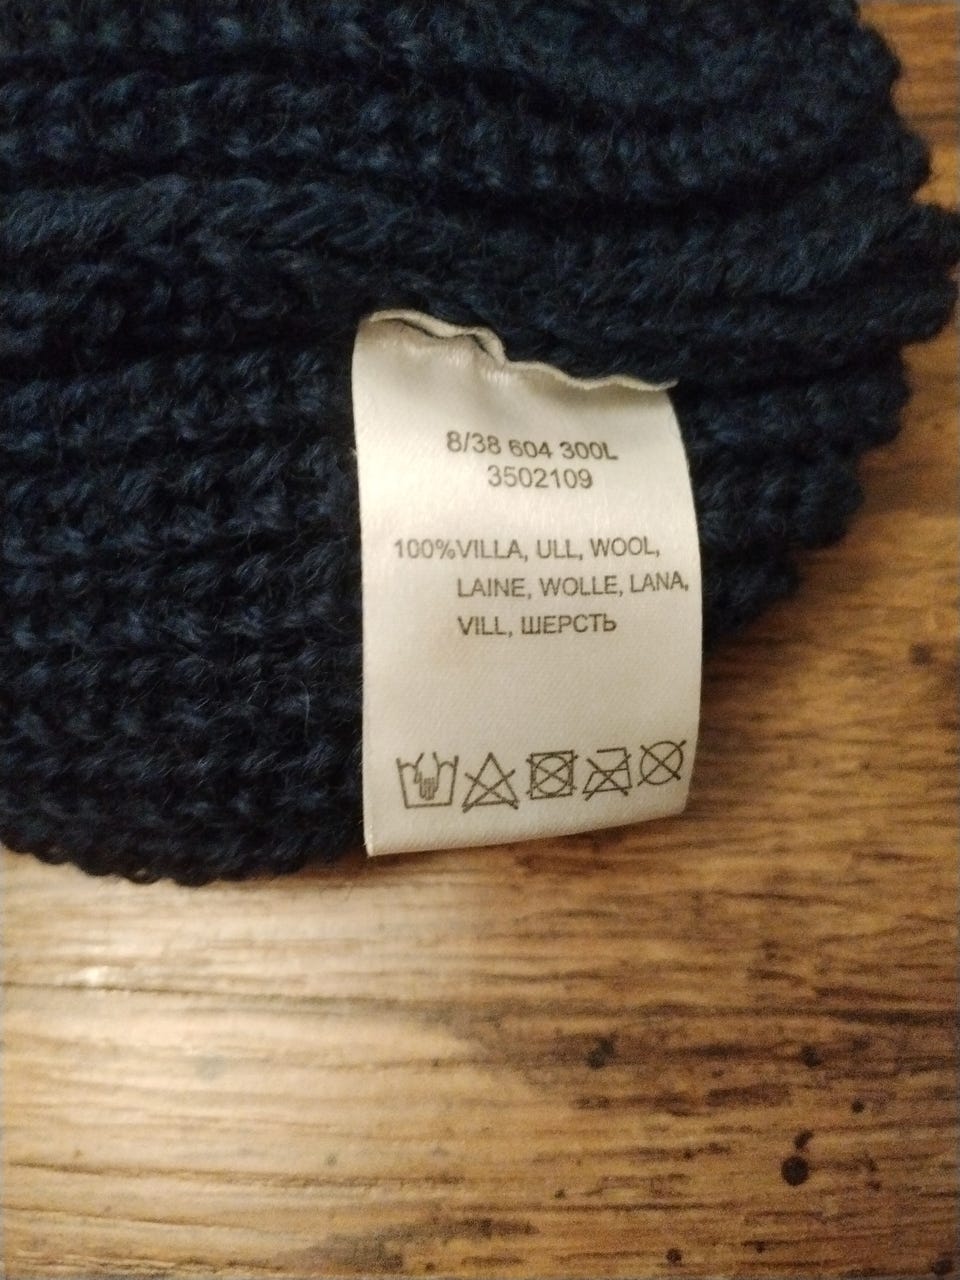 8/38 604 300L
3502109
100%VILLA, ULL, WOOL,
LAINE, WOLLE, LANA,
VILL, ШЕРСТЬ